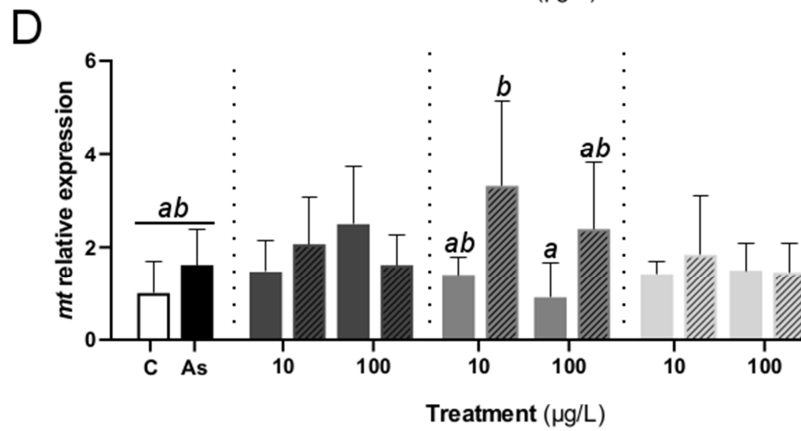 (µg/L)
D
6
4
2
0
mt relative expression
ab
ab
b
a
ab
C As 10 100 10 100 10 100
Treatment (µg/L)